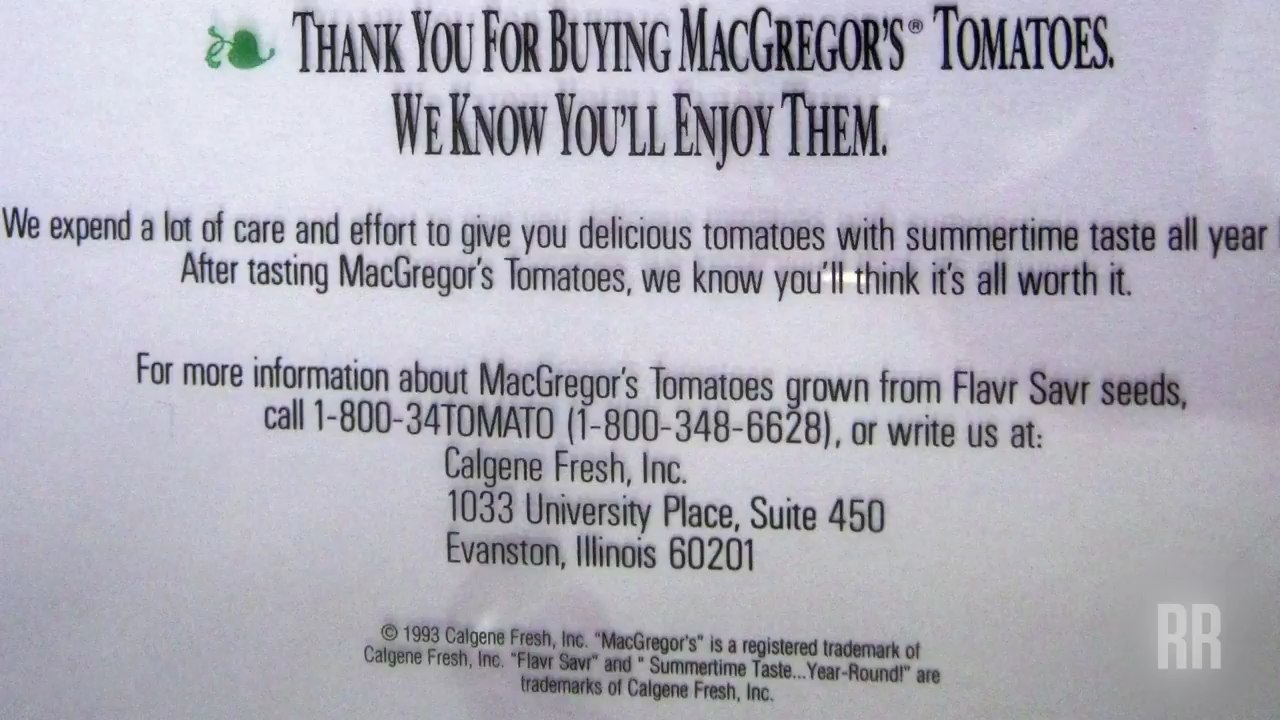 THANK YOU FOR BUYING MACGREGOR'S® TOMATOES.
WE KNOW YOU'LL ENJOY THEM.
We expend a lot of care and effort to give you delicious tomatoes with summertime taste all year
After tasting MacGregor's Tomatoes, we know you'll think it's all worth it.
For more information about MacGregor's Tomatoes grown from Flavr Savr seeds,
call 1-800-34TOMATO (1-800-348-6628), or write us at:
Calgene Fresh, Inc.
1033 University Place, Suite 450
Evanston, Illinois 60201
© 1993 Calgene Fresh, Inc. "MacGregor's" is a registered trademark of
Calgene Fresh, Inc. "Flavr Savr" and " Summertime Taste...Year-Round!" are
trademarks of Calgene Fresh, Inc.
RR